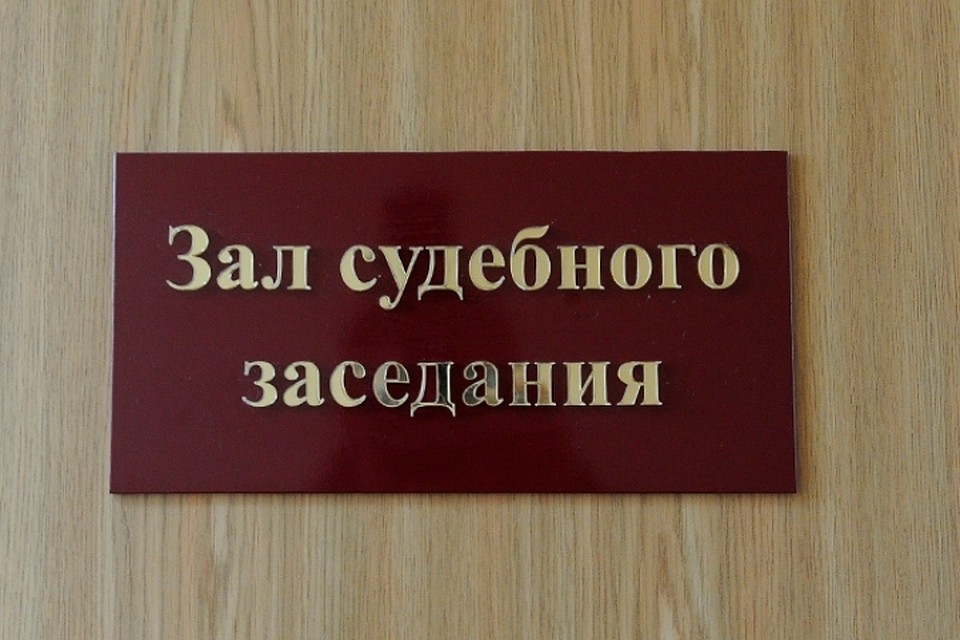 Зал судебного
заседания